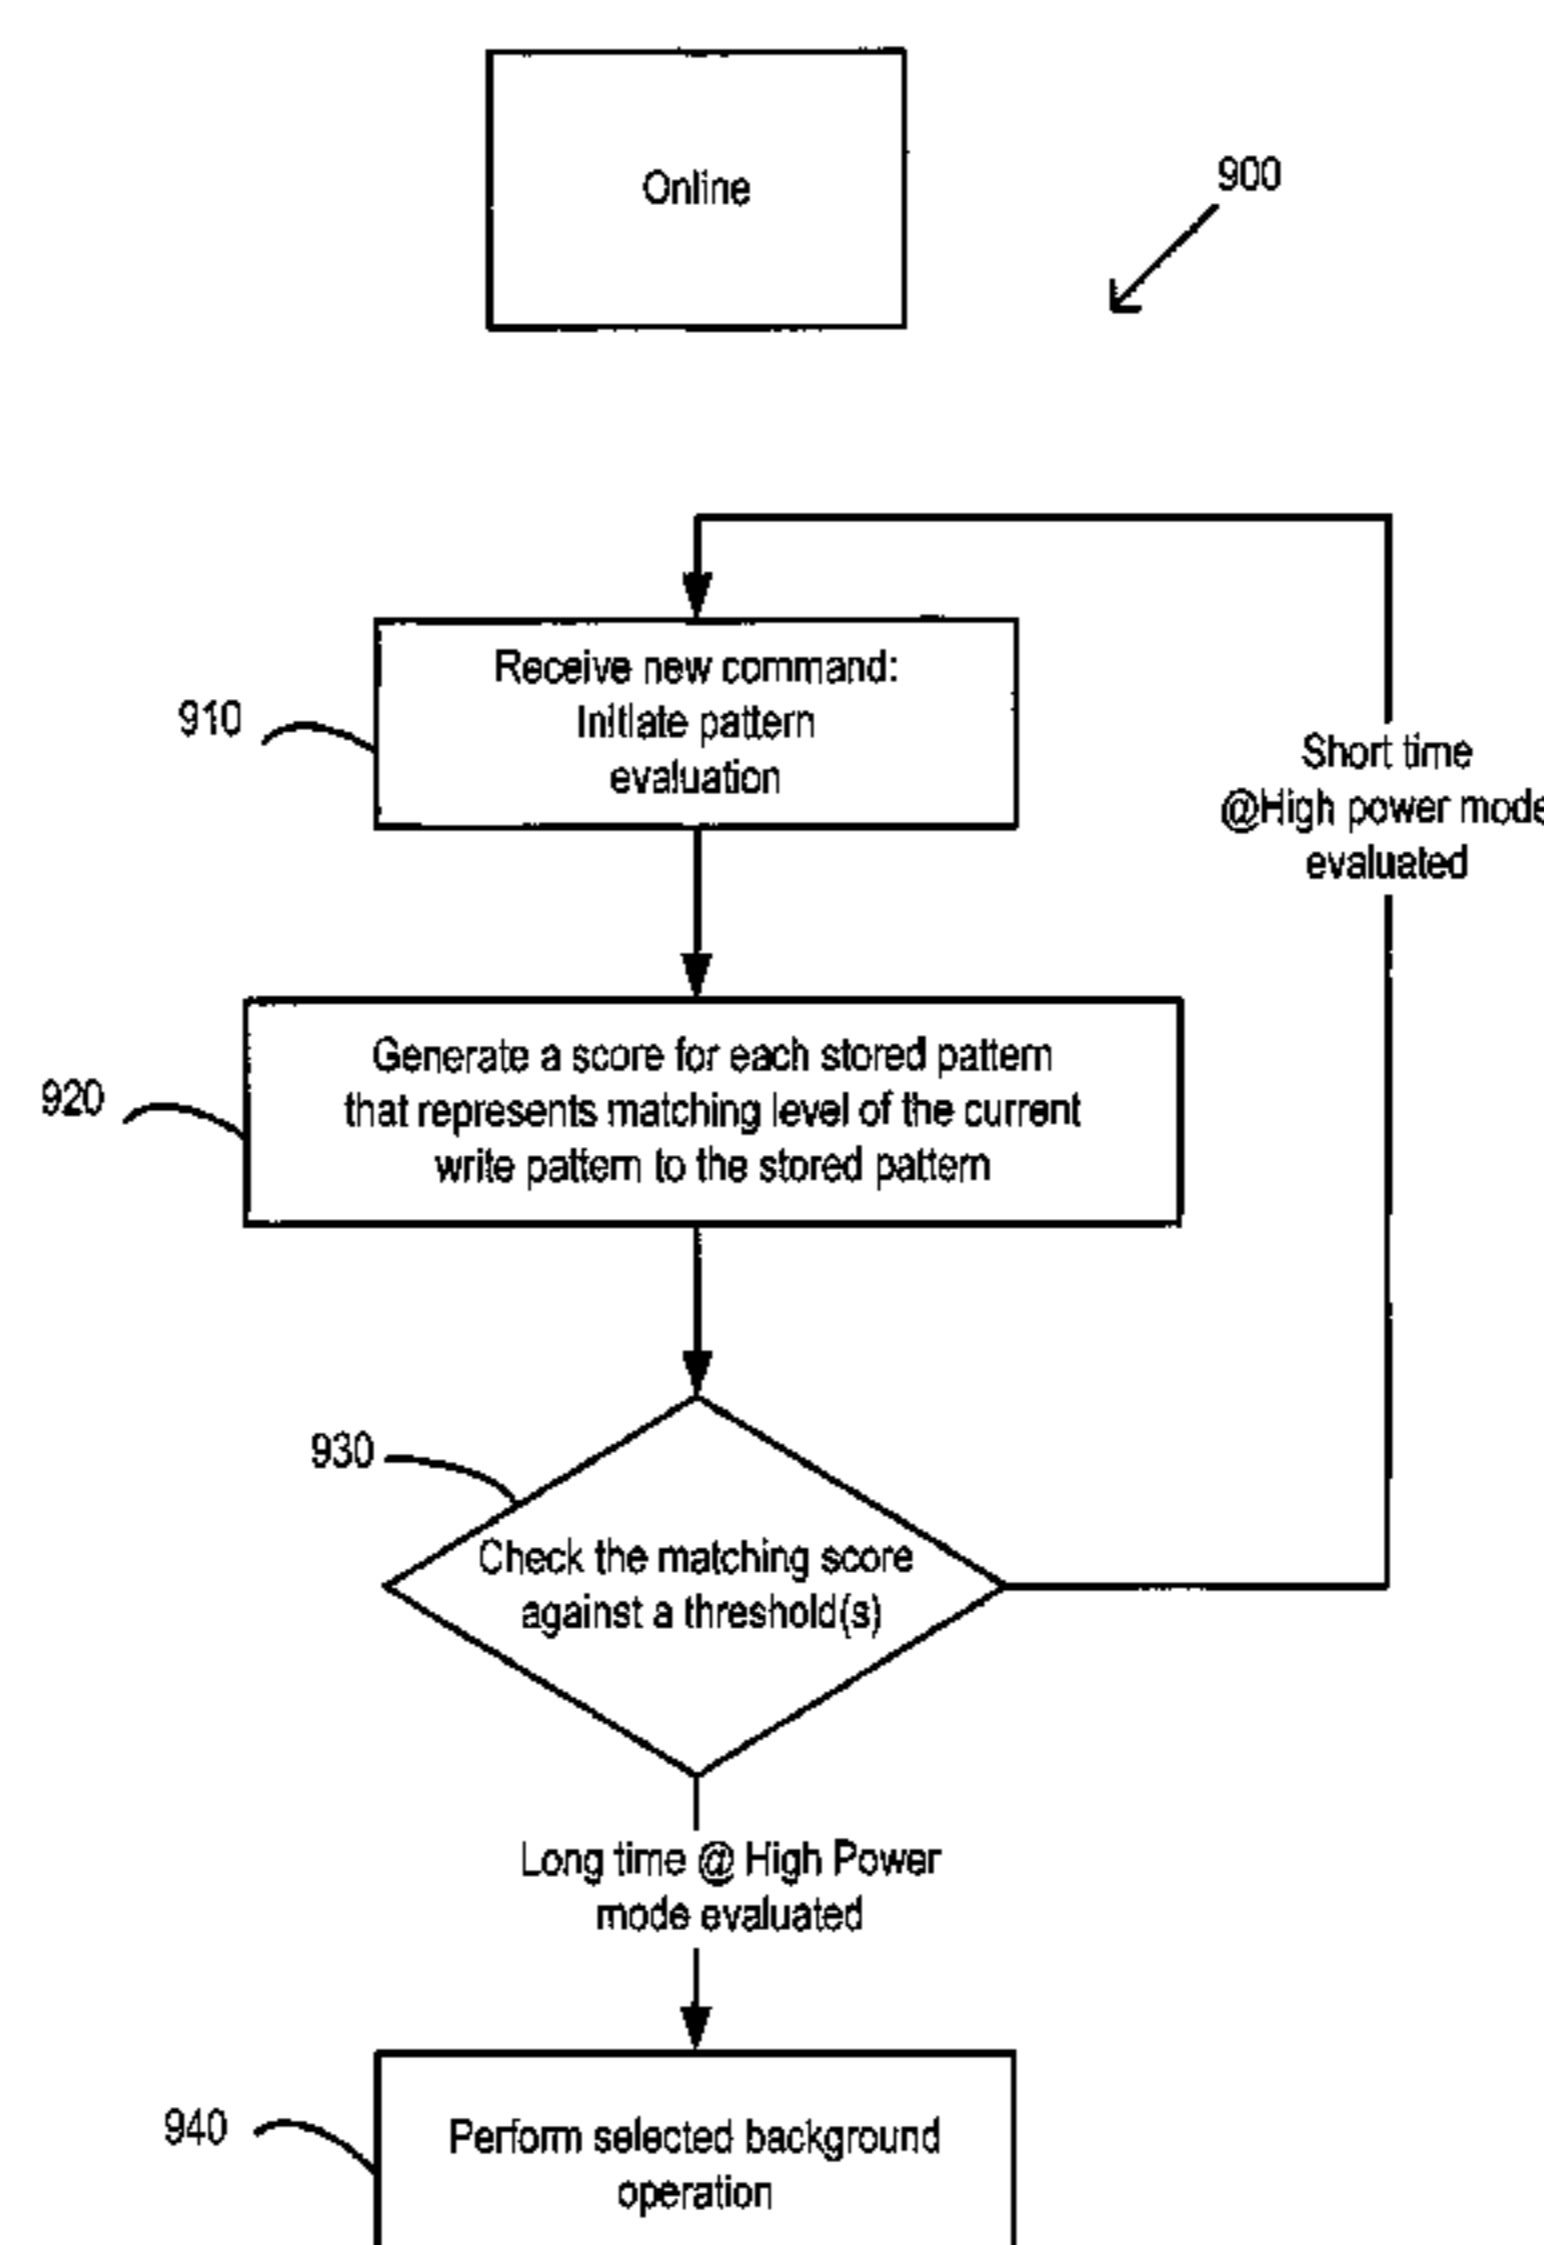 Online
900
Receive new command:
Initiate pattern
evaluation
910
Short time
@High power mode
evaluated
Generate a score for each stored pattern
that represents matching level of the current
write pattern to the stored pattern
920
930
Check the matching score
against a threshold(s)
Long time @ High Power
mode evaluated
940
Perform selected background
operation